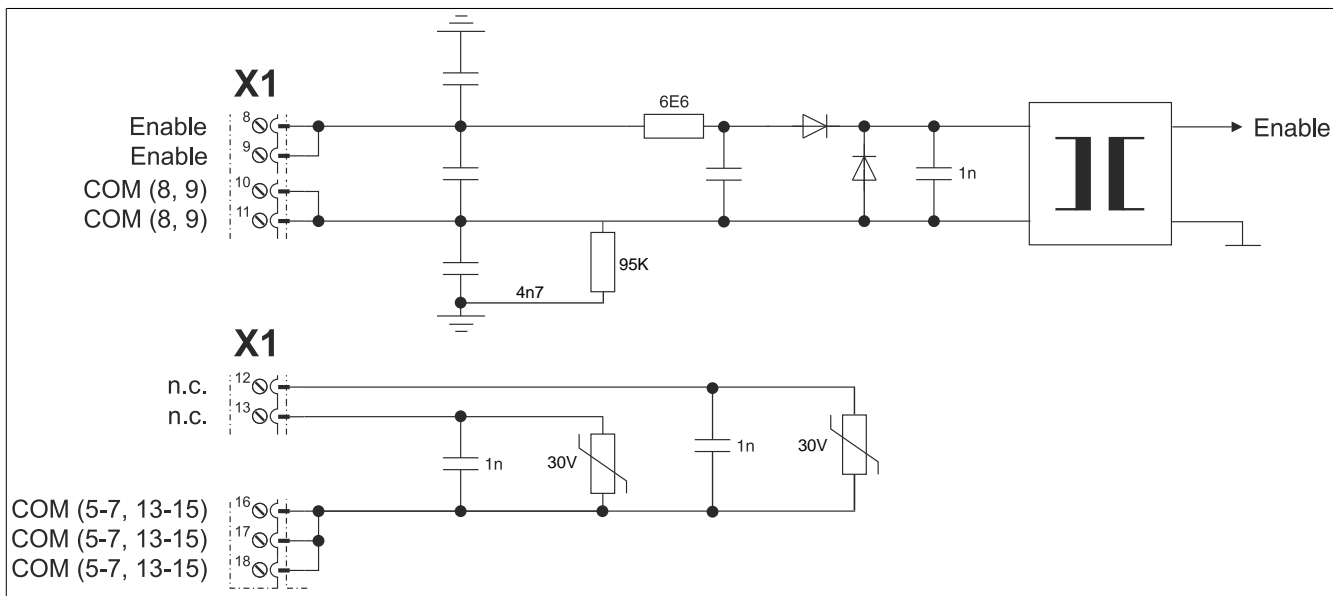 X1
6E6
Enable 8
Enable 9
Enable
COM (8, 9) 10
1n
COM (8, 9) 11
95K
4n7
X1
n.c. 12
n.c. 13
1n
30V
1n
30V
COM (5-7, 13-15) 16
COM (5-7, 13-15) 17
COM (5-7, 13-15) 18